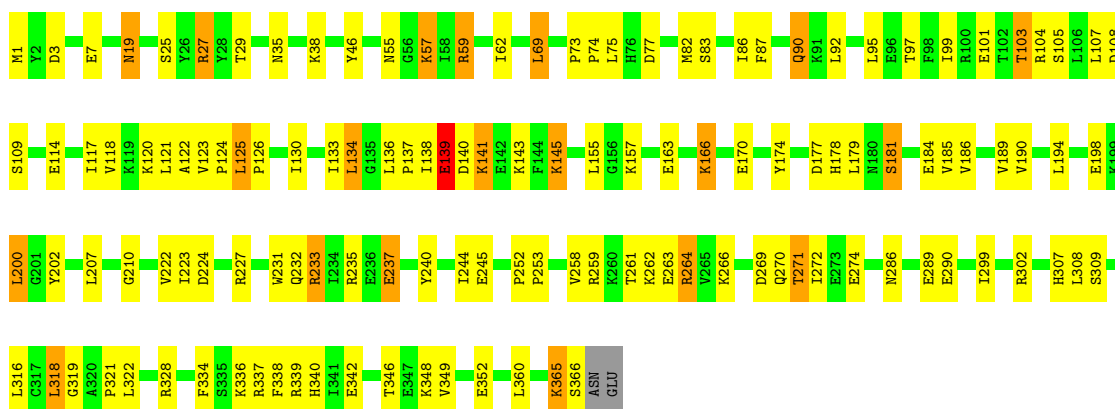 M1 Y2 D3 E7 N19 S25 Y26 R27 Y28 T29 N35 K38 Y46 N55 G56 K57 I58 R59 I62 L69 P73 P74 L75 H76 D77 M82 S83 I86 F87 Q90 K91 L92 L95 E96 T97 F98 I99 R100 E101 T102 T103 R104 S105 L106 L107 D108
S109 E114 I117 V118 K119 K120 L121 A122 V123 P124 L125 P126 I130 I133 L134 G135 L136 P137 I138 E139 D140 K141 E142 K143 F144 K145 L155 G156 K157 E163 K166 E170 Y174 D177 H178 L179 N180 S181 E184 V185 V186 V189 V190 L194 E198 K199
L200 G201 Y202 L207 G210 V222 I223 D224 R227 W231 Q232 R233 I234 R235 E236 E237 Y240 I244 E245 P252 P253 V258 R259 K260 T261 K262 E263 R264 V265 K266 D269 Q270 T271 I272 E273 E274 N286 E289 E290 I299 R302 H307 L308 S309
L316 C317 L318 G319 A320 P321 L322 R328 F334 S335 K336 R337 F338 R339 H340 I341 E342 T346 E347 K348 V349 E352 L360 K365 S366 ASN GLU